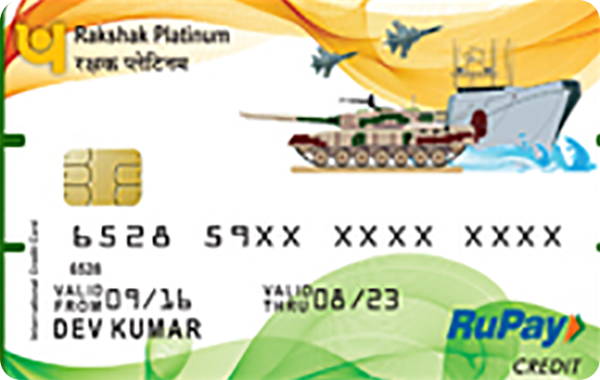 Rakshak Platinum
रक्षक प्लेटिनम
6528 59XX XXXX XXXX
6528
International Credit Card
VALID FROM 09/16 VALID THRU 08/23
DEV KUMAR
RuPay
CREDIT